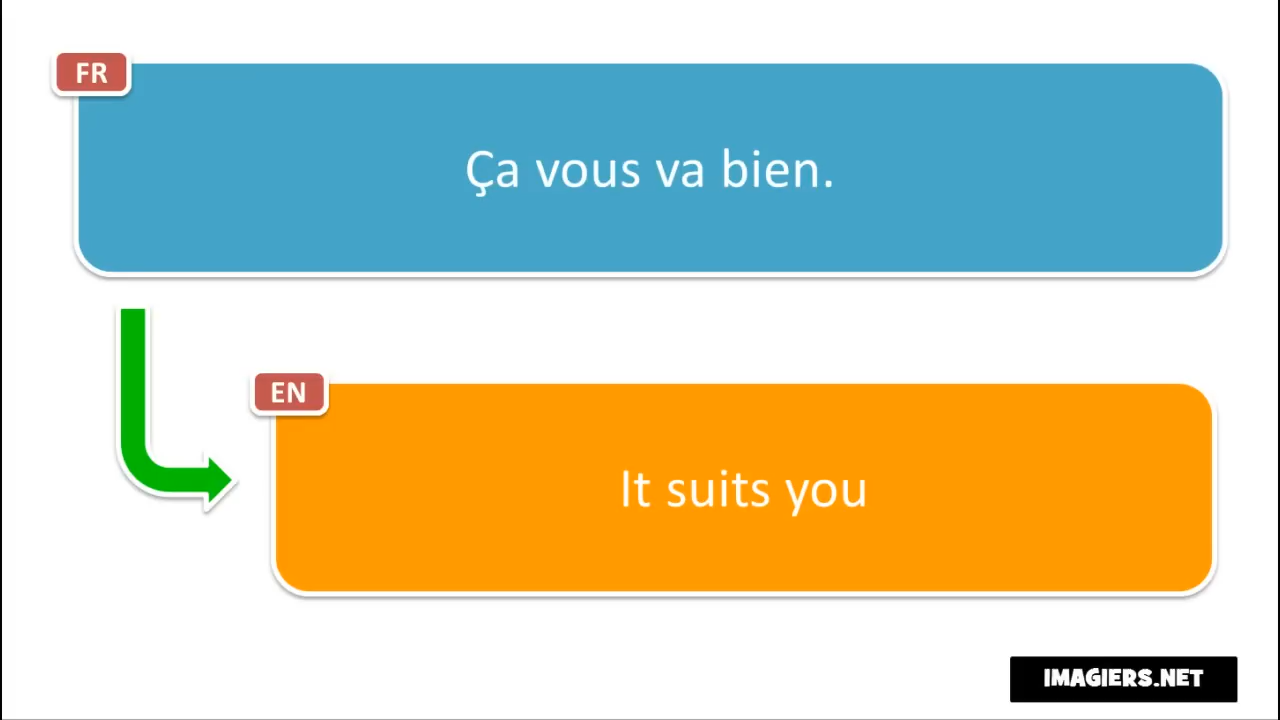 FR
Ça vous va bien.
EN
It suits you
IMAGIERS.NET